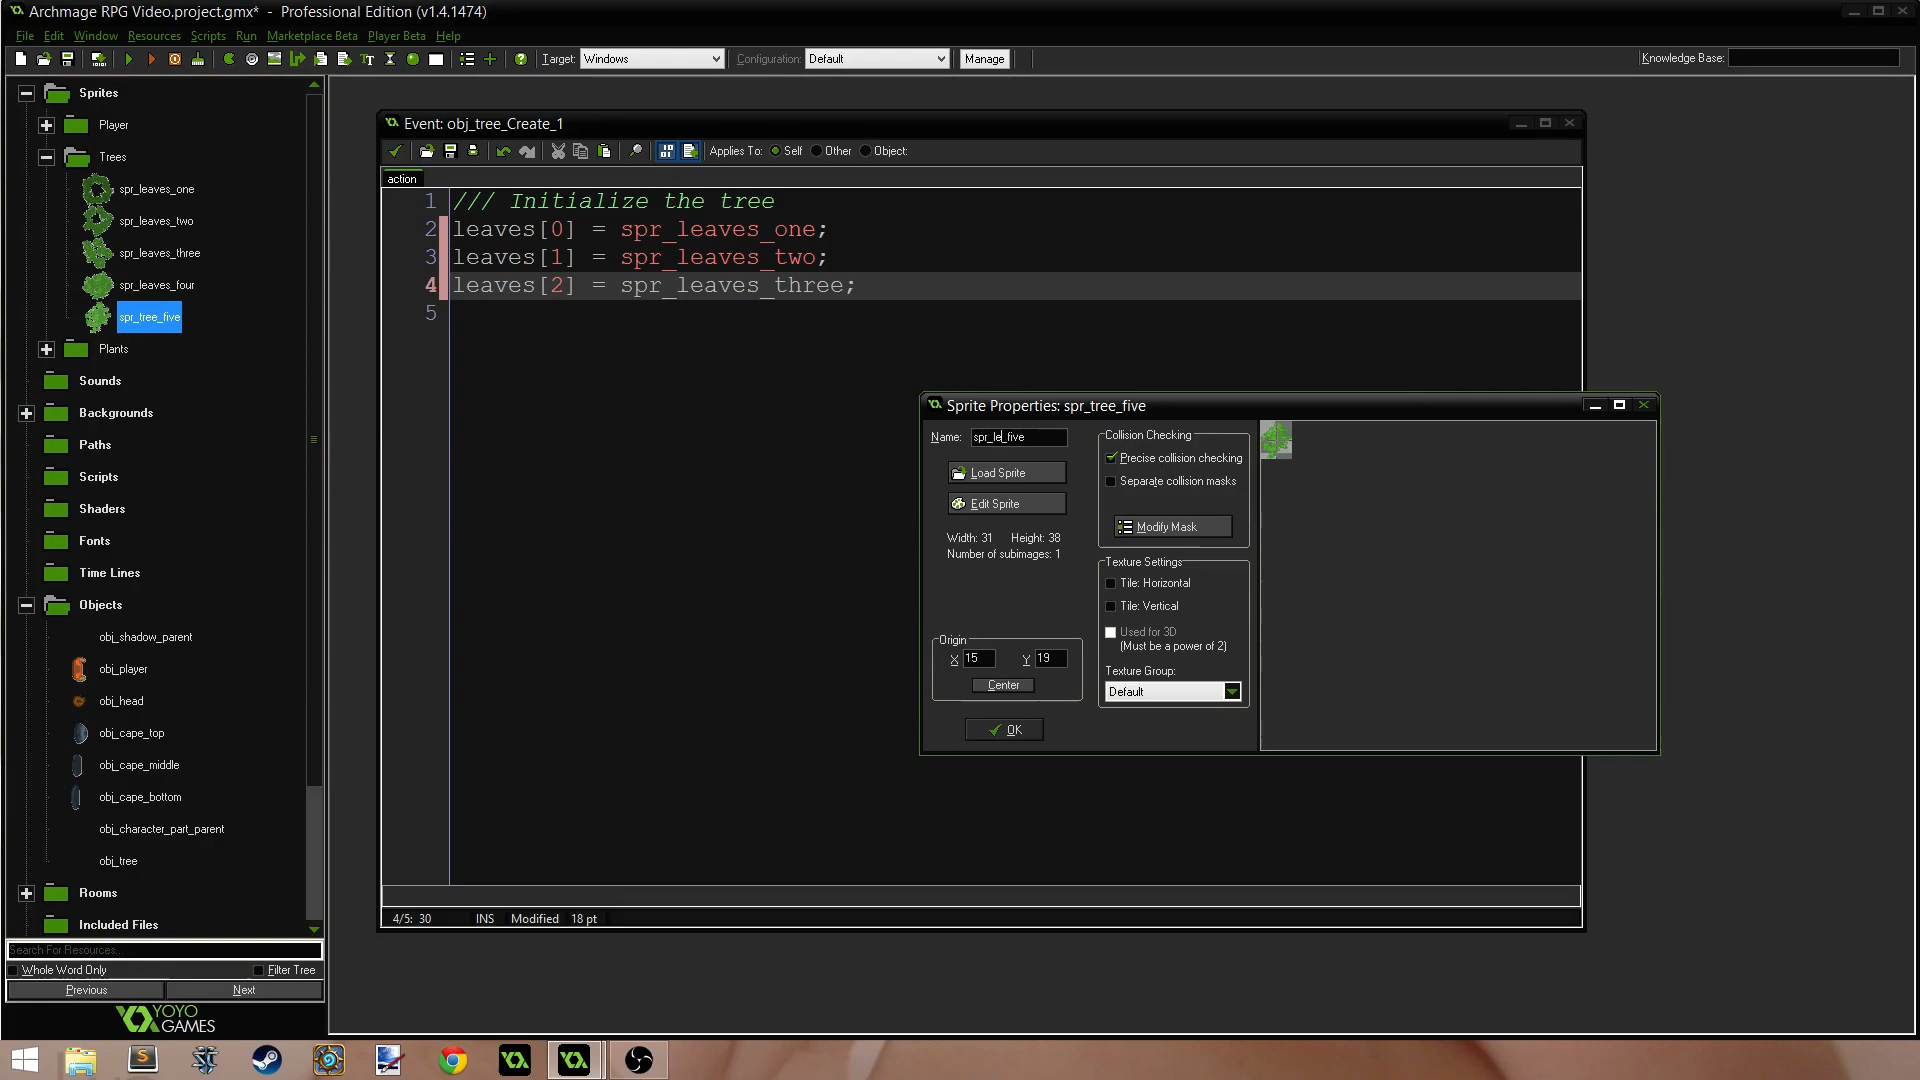 Archmage RPG Video.project.gmx*  -  Professional Edition (v1.4.1474)
File Edit Window Resources Scripts Run Marketplace Beta Player Beta Help
Target: Windows Configuration: Default Manage Knowledge Base:
Sprites
Player
Trees
spr_leaves_one
spr_leaves_two
spr_leaves_three
spr_leaves_four
spr_tree_five
Plants
Sounds
Backgrounds
Paths
Scripts
Shaders
Fonts
Time Lines
Objects
obj_shadow_parent
obj_player
obj_head
obj_cape_top
obj_cape_middle
obj_cape_bottom
obj_character_part_parent
obj_tree
Rooms
Included Files
Search For Resources...
Whole Word Only Filter Tree
Previous Next
YOYO
GAMES
Event: obj_tree_Create_1
Applies To: Self Other Object:
action
1 /// Initialize the tree
2 leaves[0] = spr_leaves_one;
3 leaves[1] = spr_leaves_two;
4 leaves[2] = spr_leaves_three;
5
4/5: 30 INS Modified 18 pt
Sprite Properties: spr_tree_five
Name: spr_le_five
Load Sprite
Edit Sprite
Width: 31 Height: 38
Number of subimages: 1
Origin
X 15 Y 19
Center
OK
Collision Checking
Precise collision checking
Separate collision masks
Modify Mask
Texture Settings
Tile: Horizontal
Tile: Vertical
Used for 3D
(Must be a power of 2)
Texture Group:
Default